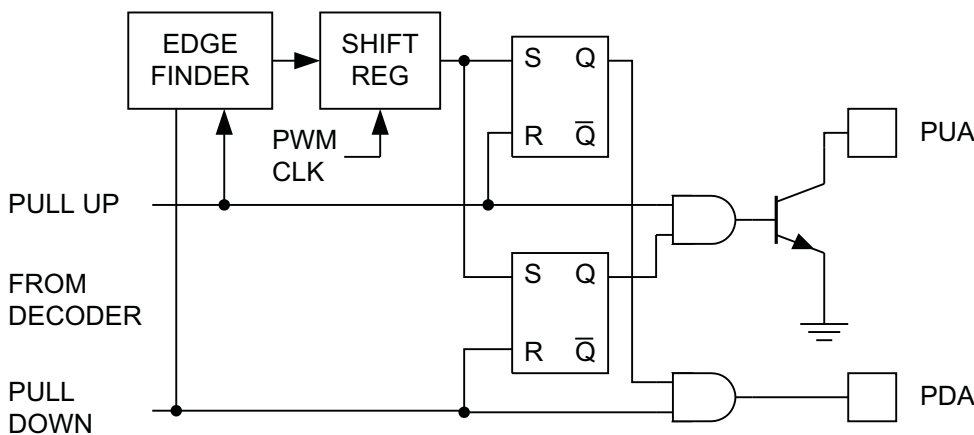 EDGE
FINDER
SHIFT
REG
S Q
R Q̅
PWM
CLK
PUA
PULL UP
FROM
DECODER
S Q
R Q̅
PULL
DOWN
PDA